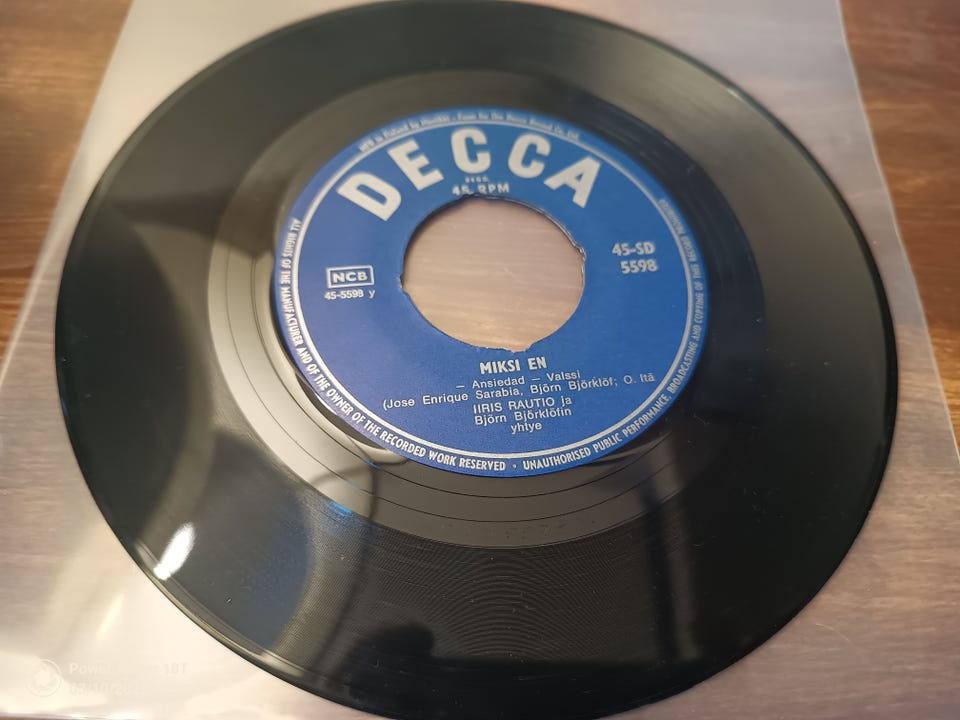 DECCA
45 RPM
45-SD
5598
NCB
45-5598 y
MIKSI EN
— Ansiedad — Valssi
(Jose Enrique Sarabia, Björn Björklöf; O. Itä
IIRIS RAUTIO ja
Björn Björklöfin
yhtye
ALL RIGHTS OF THE MANUFACTURER AND OF THE OWNER OF THE RECORDED WORK RESERVED • UNAUTHORISED PUBLIC PERFORMANCE, BROADCASTING AND COPYING OF THIS RECORD PROHIBITED